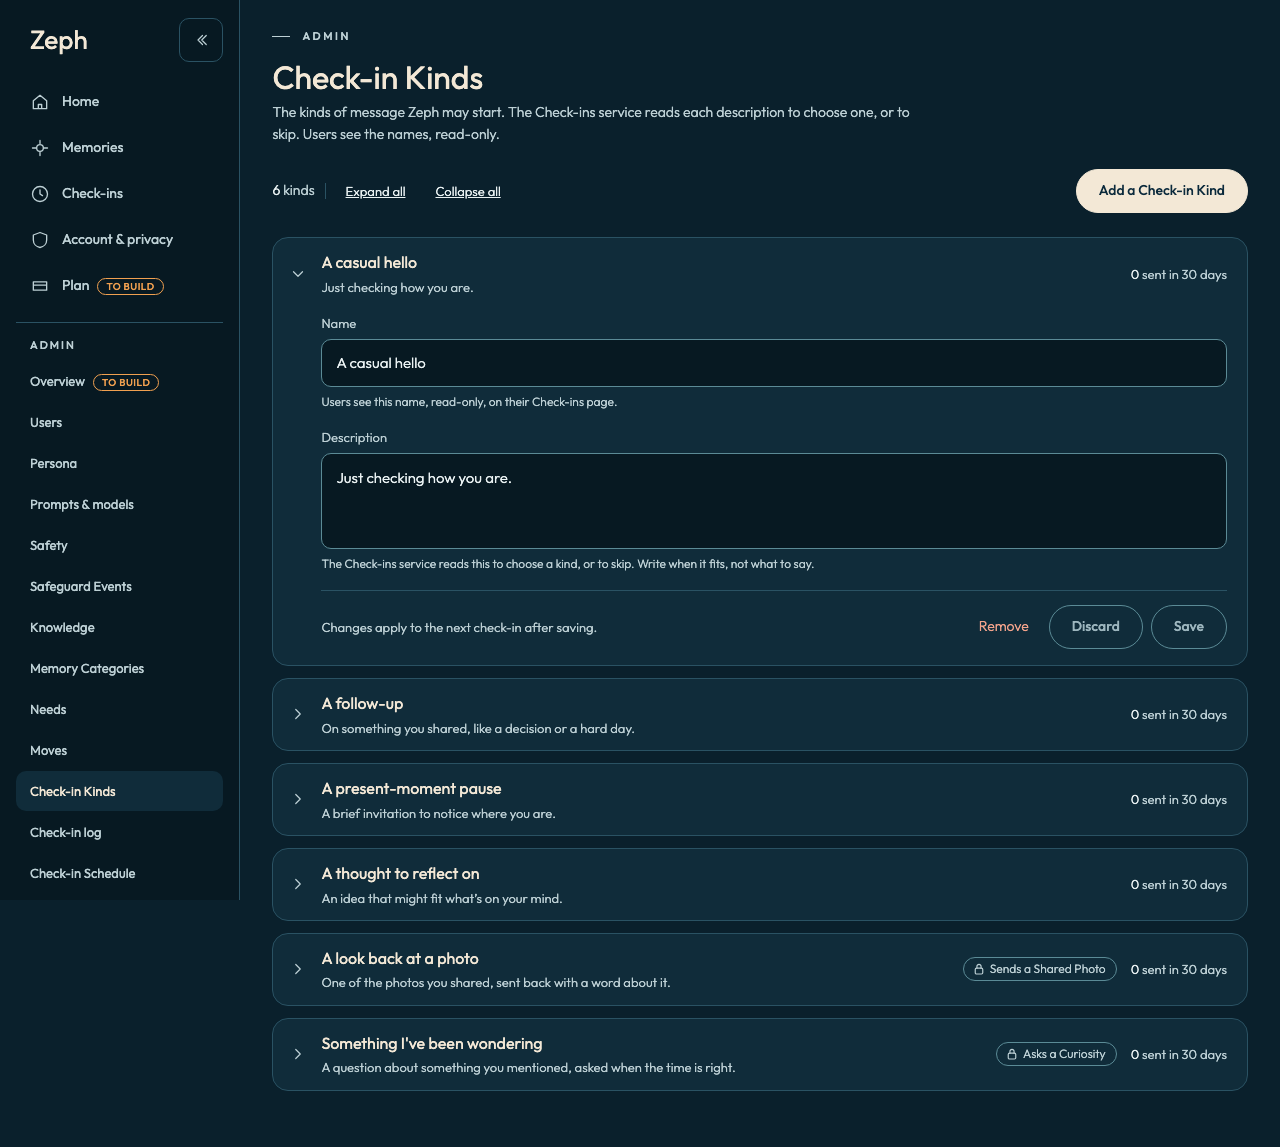 Zeph
Home
Memories
Check-ins
Account & privacy
Plan TO BUILD
ADMIN
Overview TO BUILD
Users
Persona
Prompts & models
Safety
Safeguard Events
Knowledge
Memory Categories
Needs
Moves
Check-in Kinds
Check-in log
Check-in Schedule
ADMIN
Check-in Kinds
The kinds of message Zeph may start. The Check-ins service reads each description to choose one, or to
skip. Users see the names, read-only.
6 kinds Expand all Collapse all Add a Check-in Kind
A casual hello
Just checking how you are.
0 sent in 30 days
Name
A casual hello
Users see this name, read-only, on their Check-ins page.
Description
Just checking how you are.
The Check-ins service reads this to choose a kind, or to skip. Write when it fits, not what to say.
Changes apply to the next check-in after saving. Remove Discard Save
A follow-up
On something you shared, like a decision or a hard day.
0 sent in 30 days
A present-moment pause
A brief invitation to notice where you are.
0 sent in 30 days
A thought to reflect on
An idea that might fit what's on your mind.
0 sent in 30 days
A look back at a photo
One of the photos you shared, sent back with a word about it.
Sends a Shared Photo 0 sent in 30 days
Something I've been wondering
A question about something you mentioned, asked when the time is right.
Asks a Curiosity 0 sent in 30 days